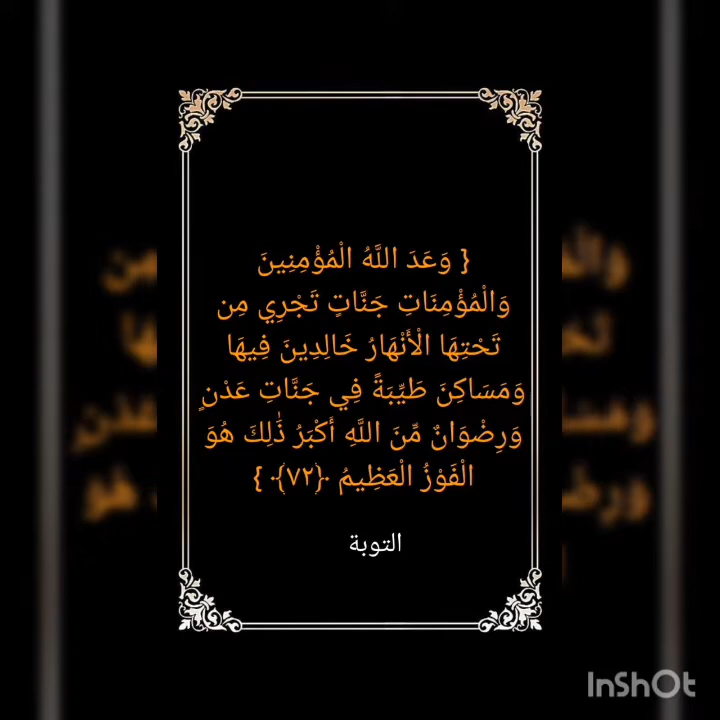 { وَعَدَ اللَّهُ الْمُؤْمِنِينَ
وَالْمُؤْمِنَاتِ جَنَّاتٍ تَجْرِي مِن
تَحْتِهَا الْأَنْهَارُ خَالِدِينَ فِيهَا
وَمَسَاكِنَ طَيِّبَةً فِي جَنَّاتِ عَدْنٍ
وَرِضْوَانٌ مِّنَ اللَّهِ أَكْبَرُ ذَٰلِكَ هُوَ
الْفَوْزُ الْعَظِيمُ ﴿٧٢﴾ }
التوبة
InShOt